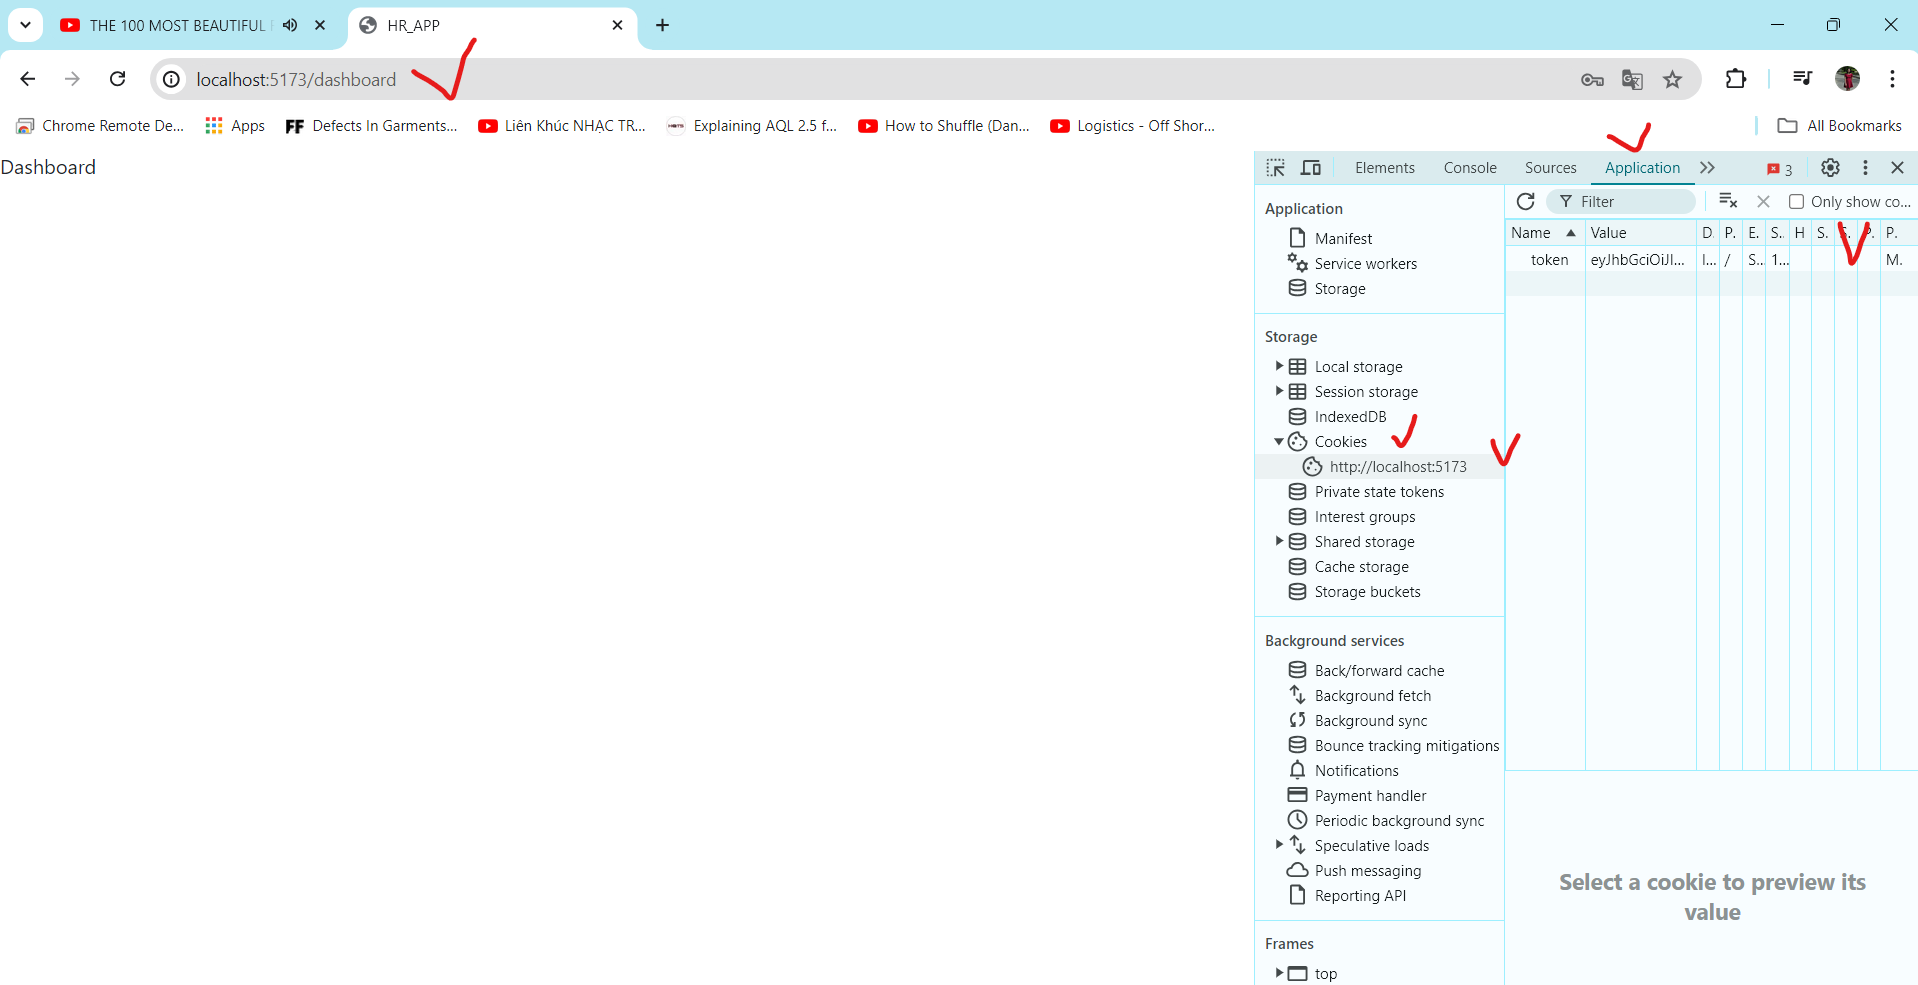 THE 100 MOST BEAUTIFUL
HR_APP
localhost:5173/dashboard
Chrome Remote De...
Apps
FF
Defects In Garments...
Liên Khúc NHẠC TR...
Explaining AQL 2.5 f...
How to Shuffle (Dan...
Logistics - Off Shor...
All Bookmarks
Dashboard
Elements
Console
Sources
Application
3
Application
Manifest
Service workers
Storage
Storage
Local storage
Session storage
IndexedDB
Cookies
http://localhost:5173
Private state tokens
Interest groups
Shared storage
Cache storage
Storage buckets
Background services
Back/forward cache
Background fetch
Background sync
Bounce tracking mitigations
Notifications
Payment handler
Periodic background sync
Speculative loads
Push messaging
Reporting API
Frames
top
Filter
Only show co...
Name Value D. P. E. S.. H S. S. P. P.
token eyJhbGciOiJI... l... / S... 1... M.
Select a cookie to preview its
value